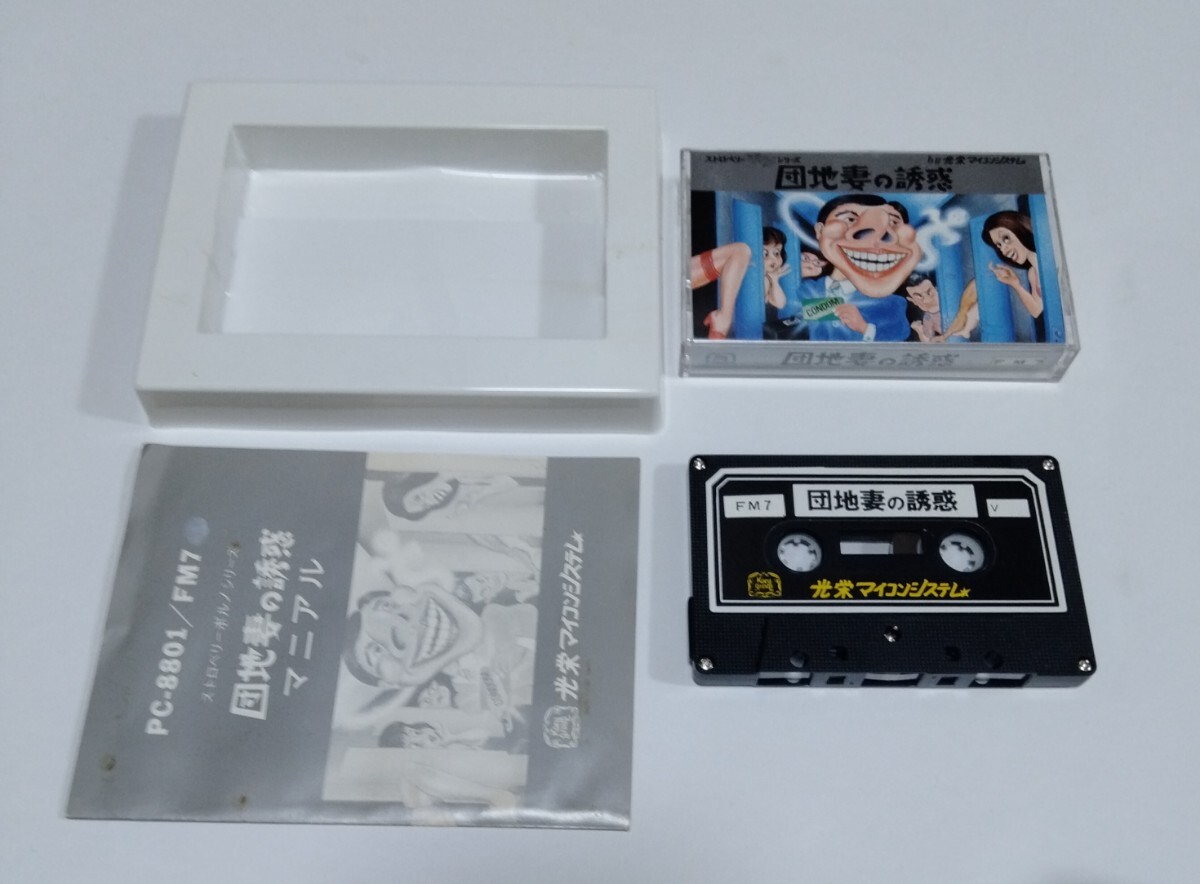 ストロベリー シリーズ
光栄マイコンシステム
団地妻の誘惑
CONDOM
団地妻の誘惑
FM7
FM7
団地妻の誘惑
V
光栄マイコンシステム
PC-8801/FM7
ストロベリーポルノシリーズ
団地妻の誘惑
マニアル
CONDOM
光栄マイコンシステム